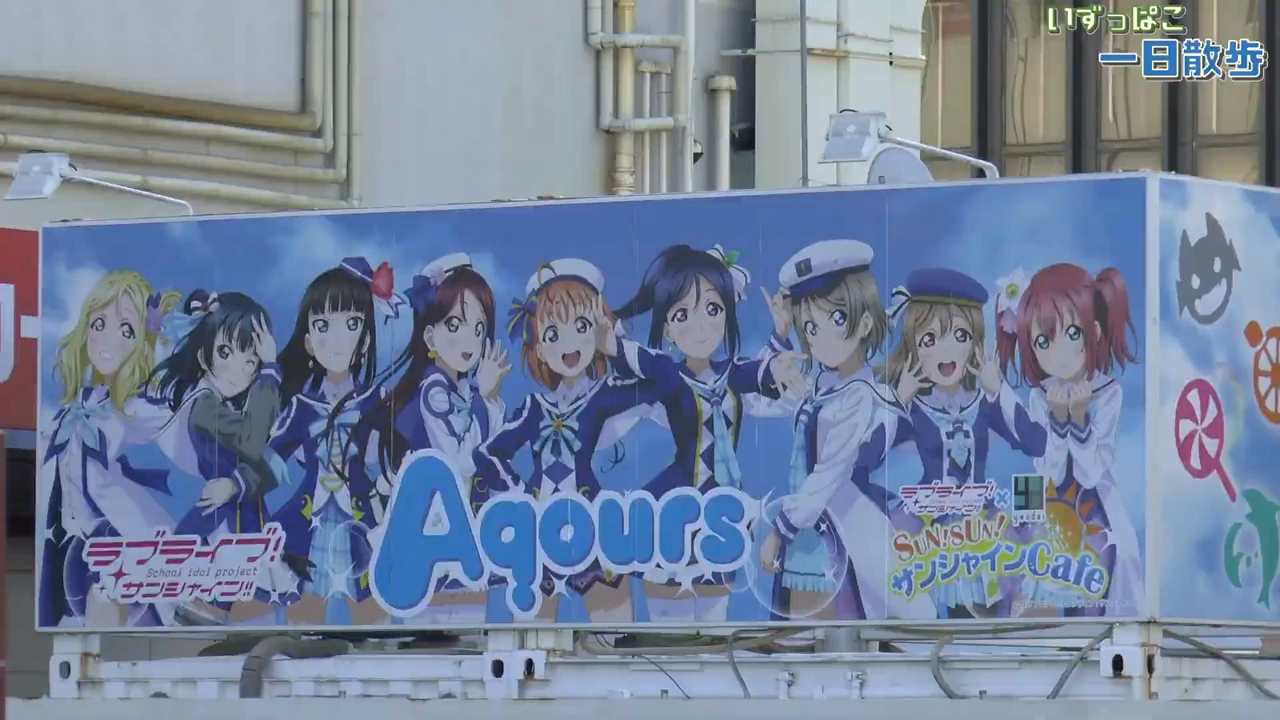 いずっぱこ
一日散歩
ラブライブ!
School idol project
サンシャイン!!
Aqours
ラブライブ!
サンシャイン!!
×
yondai
SUN!SUN!
サンシャインCafe